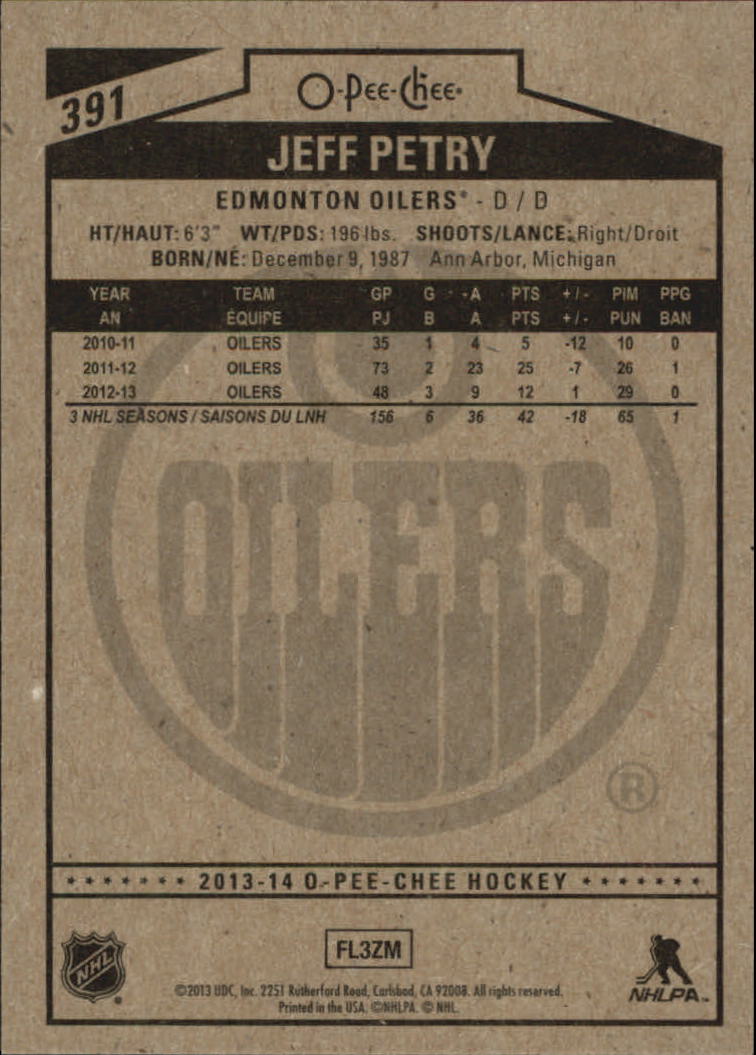 391
O-Pee-Chee
JEFF PETRY
EDMONTON OILERS® - D / D
HT/HAUT: 6'3" WT/PDS: 196 lbs. SHOOTS/LANCE: Right/Droit
BORN/NÉ: December 9, 1987 Ann Arbor, Michigan
YEAR TEAM GP G A PTS +/- PIM PPG
AN ÉQUIPE PJ B A PTS +/- PUN BAN
2010-11 OILERS 35 1 4 5 -12 10 0
2011-12 OILERS 73 2 23 25 -7 26 1
2012-13 OILERS 48 3 9 12 1 29 0
3 NHL SEASONS / SAISONS DU LNH 156 6 36 42 -18 65 1
OILERS
®
★ ★ ★ ★ ★ ★ ★ 2013-14 O-PEE-CHEE HOCKEY ★ ★ ★ ★ ★ ★ ★
FL3ZM
NHL
NHLPA™
©2013 UDC, Inc. 2251 Rutherford Road, Carlsbad, CA 92008. All rights reserved.
Printed in the USA. ©NHLPA. © NHL.